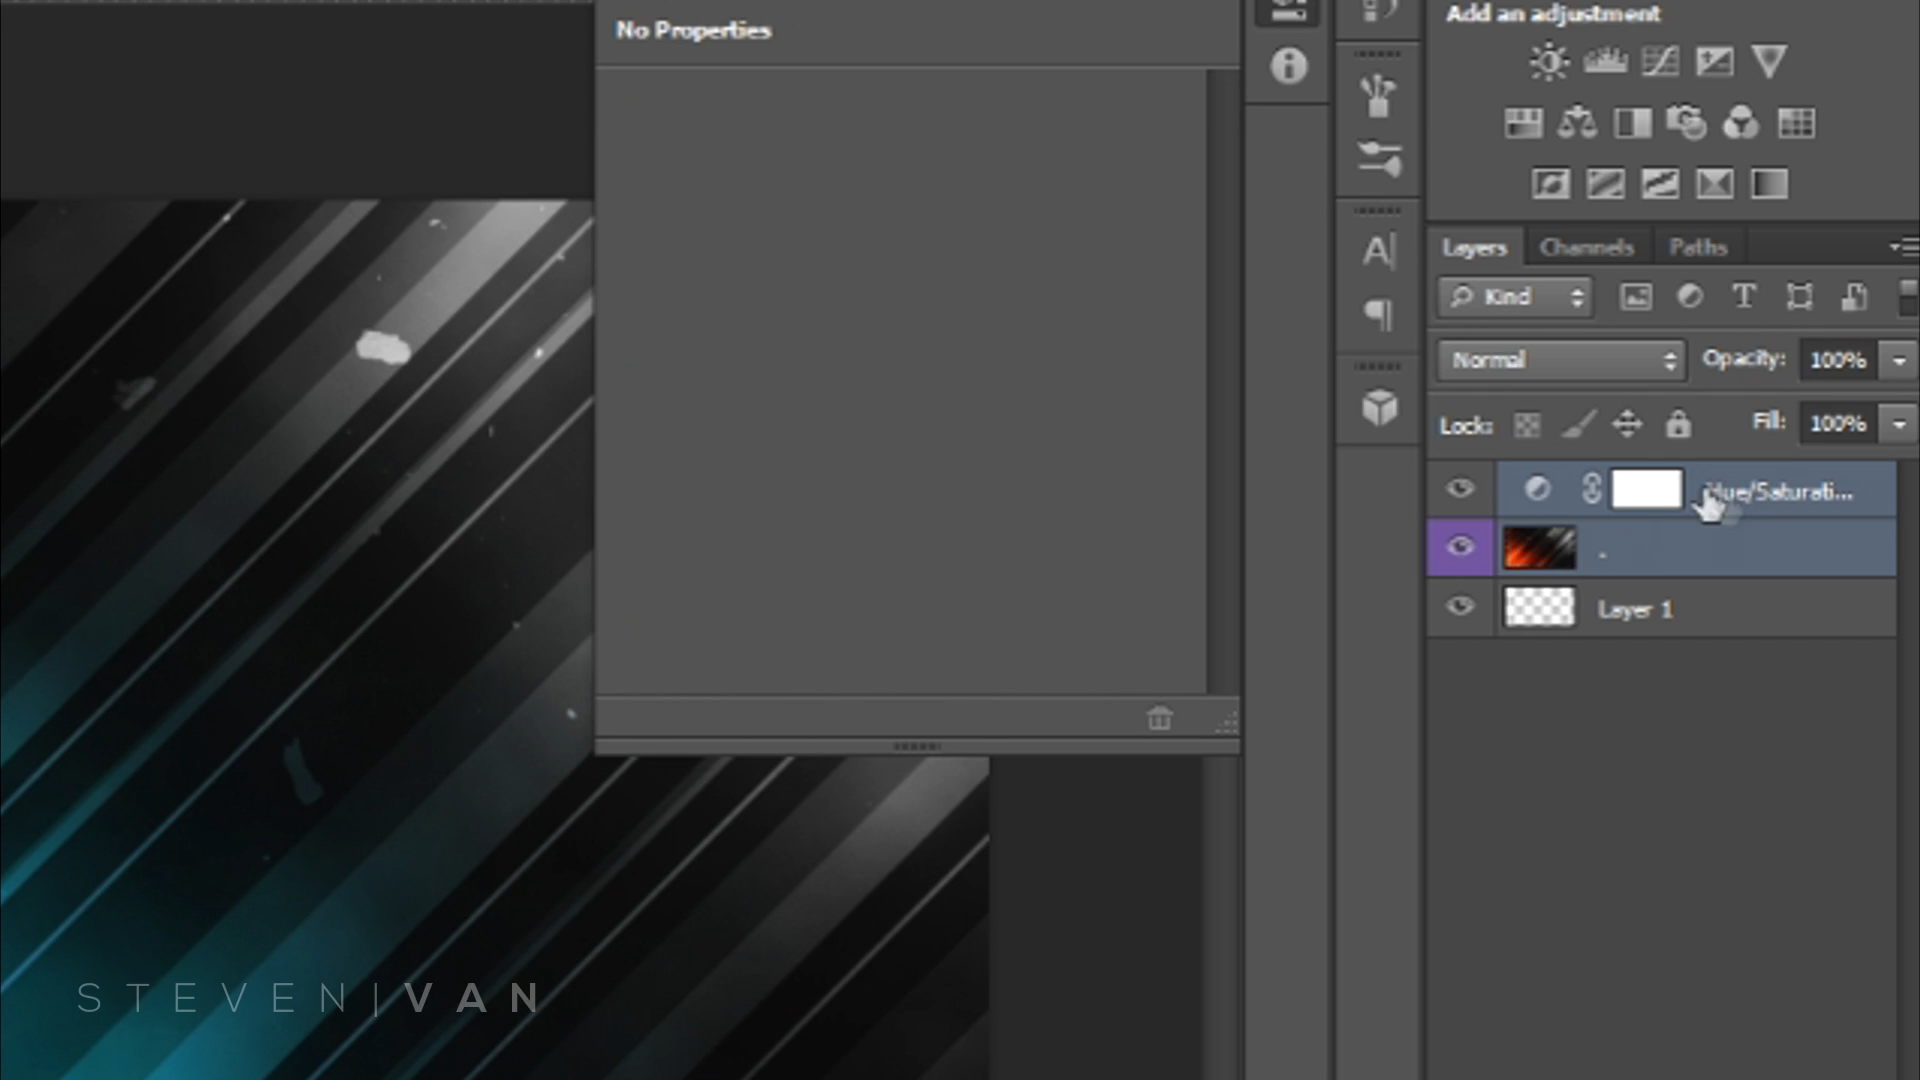 No Properties
Add an adjustment
Layers Channels Paths
Kind
T
Normal Opacity: 100%
A|
Lock: Fill: 100%
Hue/Saturati...
.
Layer 1
STEVEN|VAN